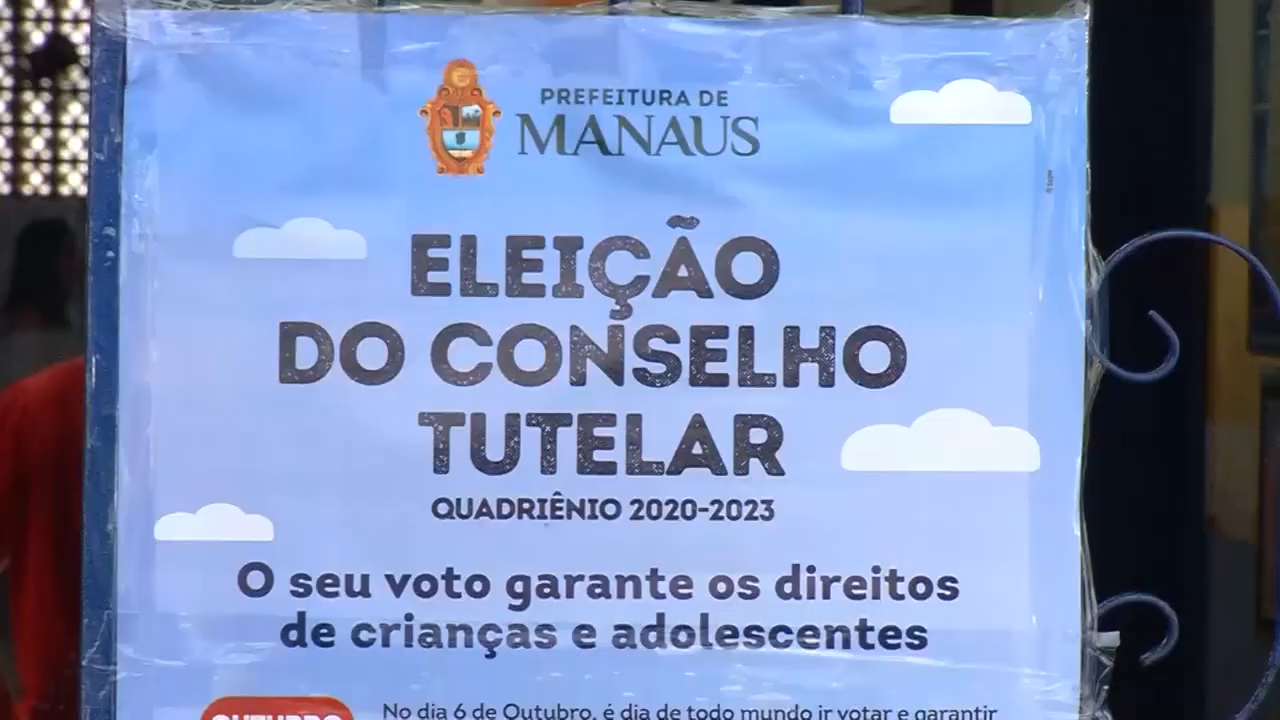 PREFEITURA DE
MANAUS
ELEIÇÃO
DO CONSELHO
TUTELAR
QUADRIÊNIO 2020-2023
O seu voto garante os direitos
de crianças e adolescentes
OUTUBRO
No dia 6 de Outubro, é dia de todo mundo ir votar e garantir